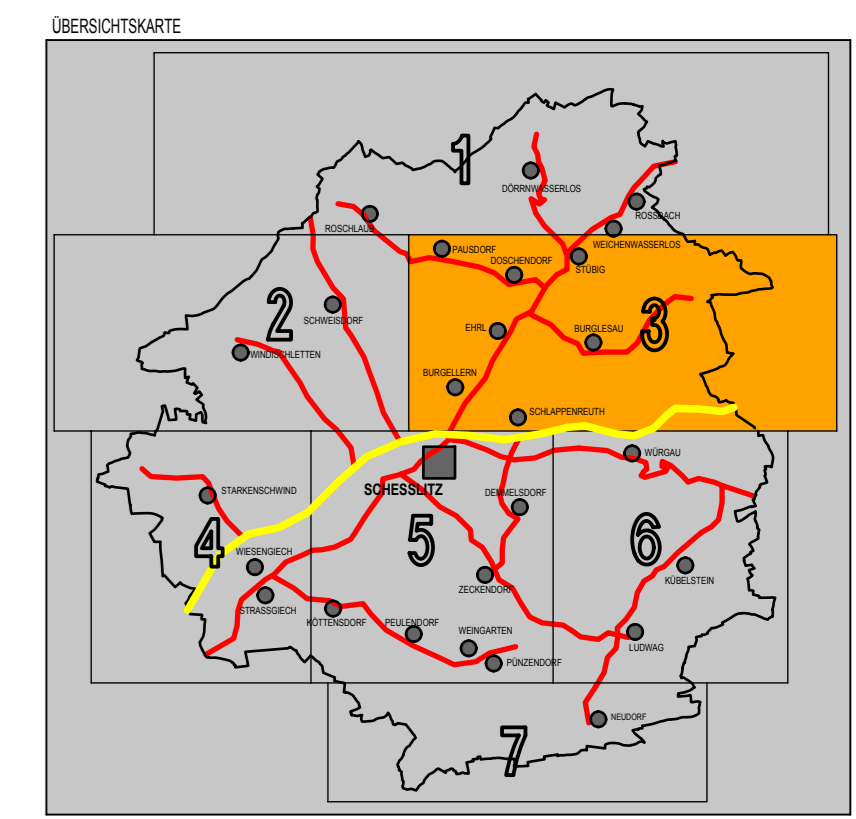 ÜBERSICHTSKARTE
1
DÖRRNWASSERLOS
ROSSBACH
ROSCHLAUB
WEICHENWASSERLOS
PAUSDORF
DOSCHENDORF
STÜBIG
2
SCHWEISDORF
EHRL
BURGLESAU
3
WINDISCHLETTEN
BURGELLERN
SCHLAPPENREUTH
WÜRGAU
STARKENSCHWIND
SCHESSLITZ
DEMMELSDORF
4
5
6
WIESENGIECH
KÜBELSTEIN
ZECKENDORF
STRASSGIECH
KÖTTENSDORF
PEULENDORF
WEINGARTEN
LUDWAG
PÜNZENDORF
NEUDORF
7